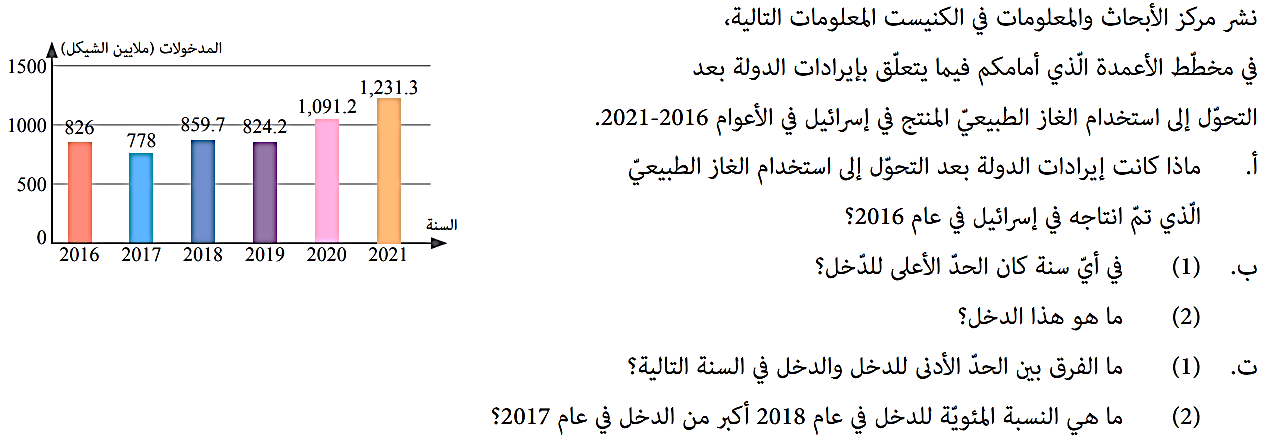 نشر مركز الأبحاث والمعلومات في الكنيست المعلومات التالية،
في مخطّط الأعمدة الّذي أمامكم فيما يتعلّق بإيرادات الدولة بعد
التحوّل إلى استخدام الغاز الطبيعيّ المنتج في إسرائيل في الأعوام 2016-2021.
أ. ماذا كانت إيرادات الدولة بعد التحوّل إلى استخدام الغاز الطبيعيّ
الّذي تمّ انتاجه في إسرائيل في عام 2016؟
ب. (1) في أيّ سنة كان الحدّ الأعلى للدّخل؟
(2) ما هو هذا الدخل؟
ت. (1) ما الفرق بين الحدّ الأدنى للدخل والدخل في السنة التالية؟
(2) ما هي النسبة المئويّة للدخل في عام 2018 أكبر من الدخل في عام 2017؟
المدخولات (ملايين الشيكل)
1500
1000
500
0
826
778
859.7
824.2
1,091.2
1,231.3
2016
2017
2018
2019
2020
2021
السنة